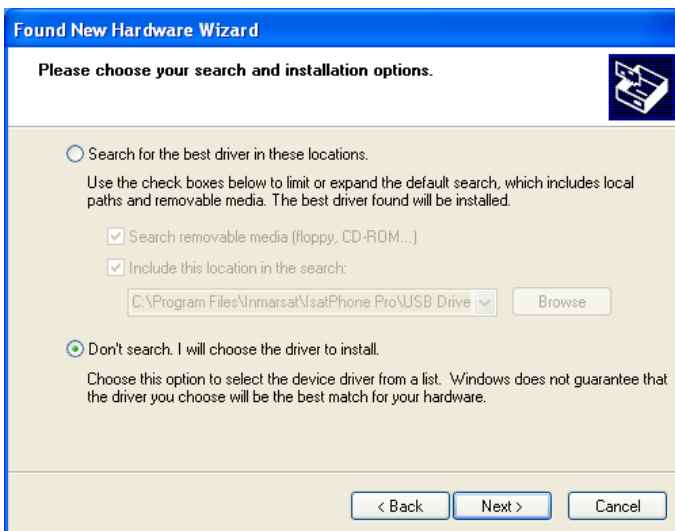 Found New Hardware Wizard
Please choose your search and installation options.
Search for the best driver in these locations.
Use the check boxes below to limit or expand the default search, which includes local
paths and removable media. The best driver found will be installed.
Search removable media (floppy, CD-ROM...)
Include this location in the search:
C:\Program Files\Inmarsat\IsatPhone Pro\USB Drive
Browse
Don't search. I will choose the driver to install.
Choose this option to select the device driver from a list. Windows does not guarantee that
the driver you choose will be the best match for your hardware.
< Back
Next >
Cancel